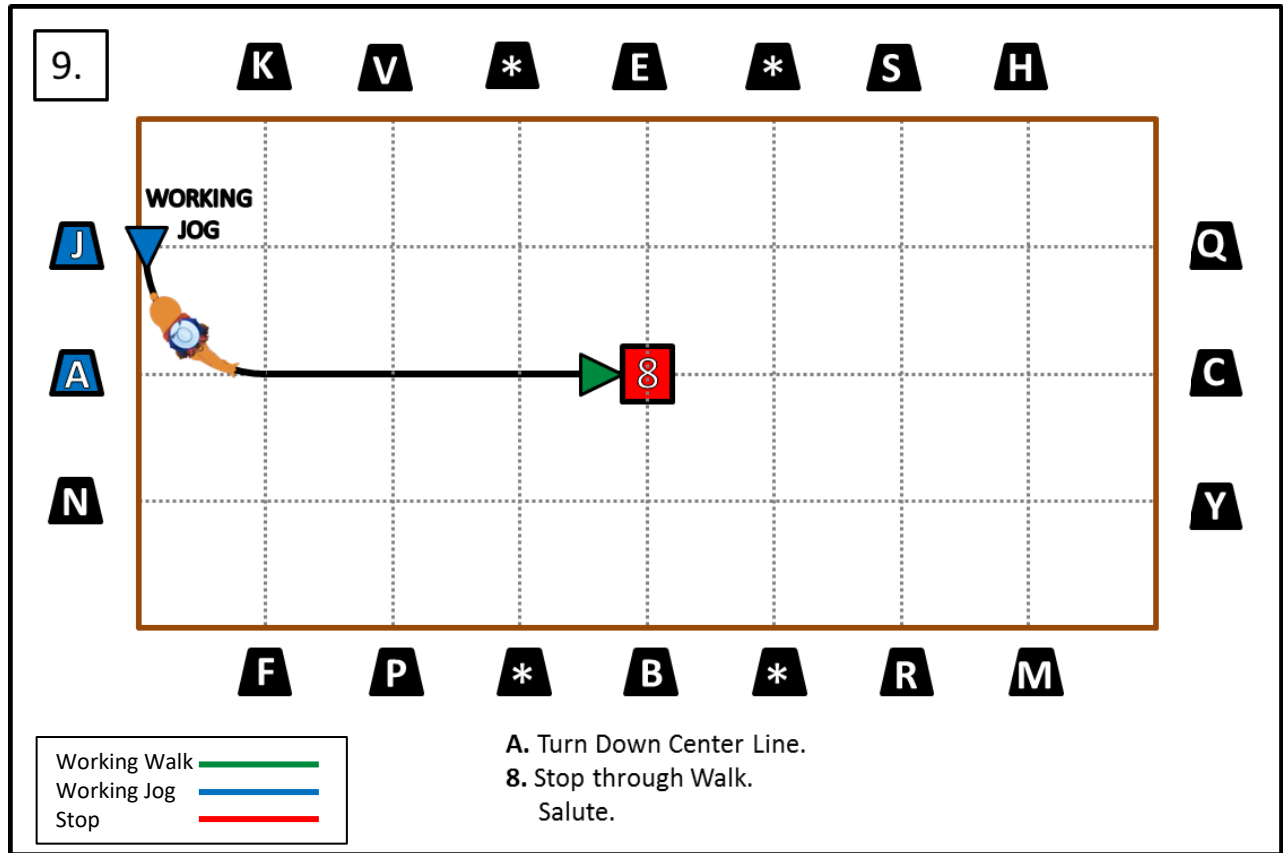 9.
K V * E * S H
WORKING
JOG
J
Q
A
8
C
N
Y
F P * B * R M
A. Turn Down Center Line.
8. Stop through Walk.
Salute.
Working Walk
Working Jog
Stop